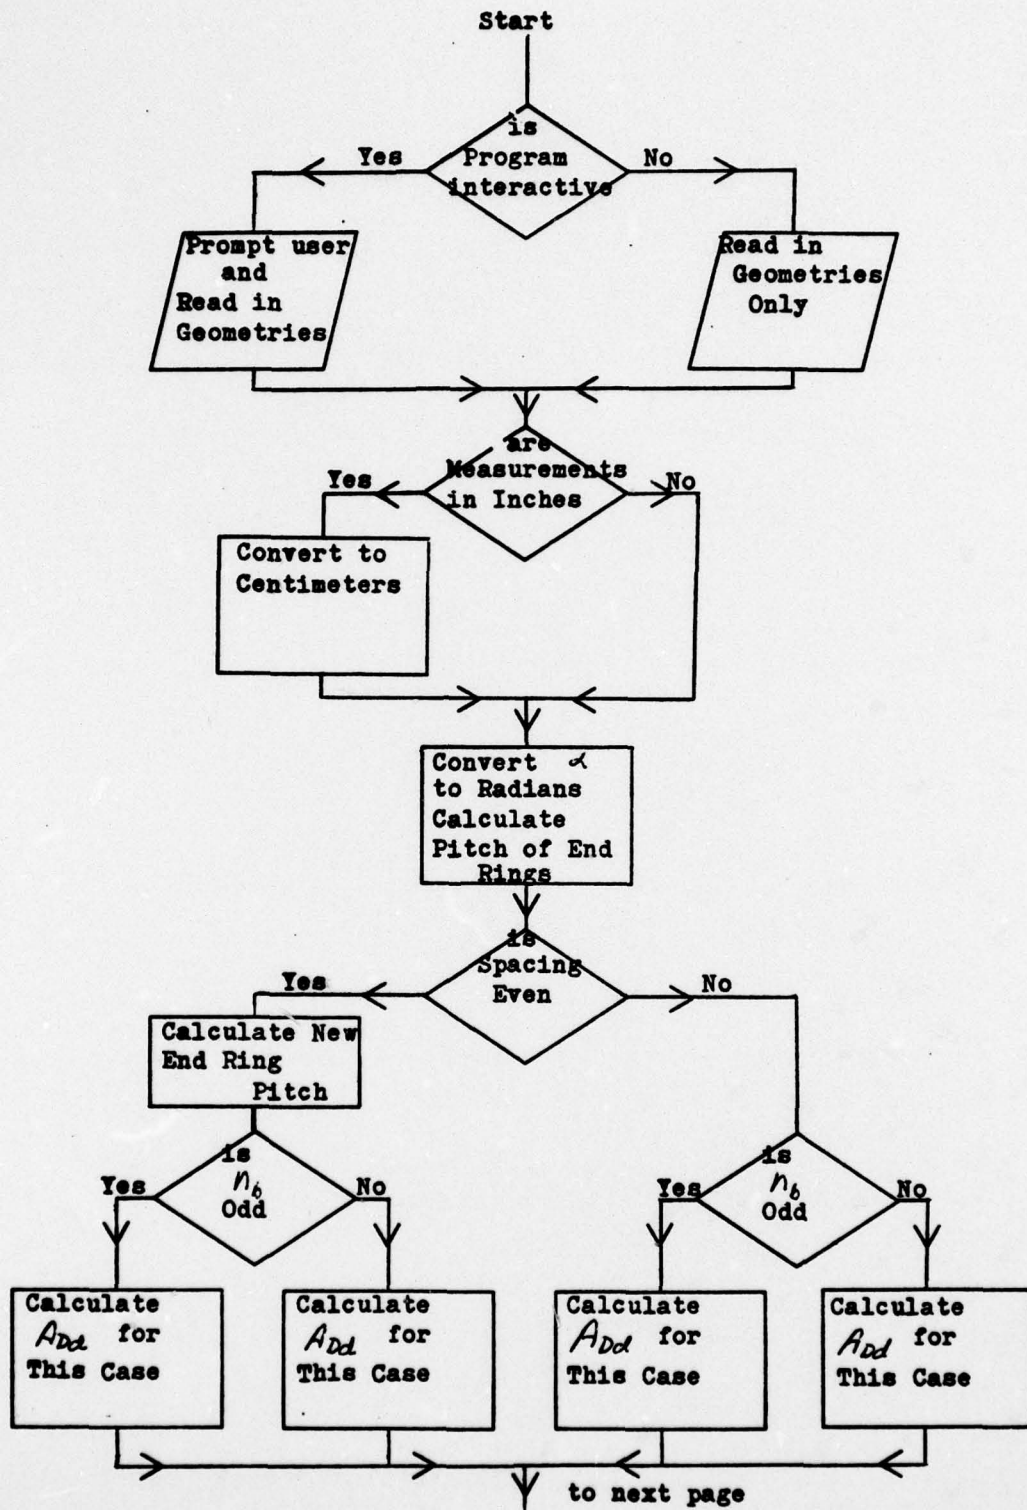 Start
is
Program
interactive
Yes
No
Prompt user
and
Read in
Geometries
Read in
Geometries
Only
are
Measurements
in Inches
Yes
No
Convert to
Centimeters
Convert α
to Radians
Calculate
Pitch of End
Rings
is
Spacing
Even
Yes
No
Calculate New
End Ring
Pitch
is
n_b
Odd
Yes
No
is
n_b
Odd
Yes
No
Calculate
A_Dd for
This Case
Calculate
A_Dd for
This Case
Calculate
A_Dd for
This Case
Calculate
A_Dd for
This Case
to next page